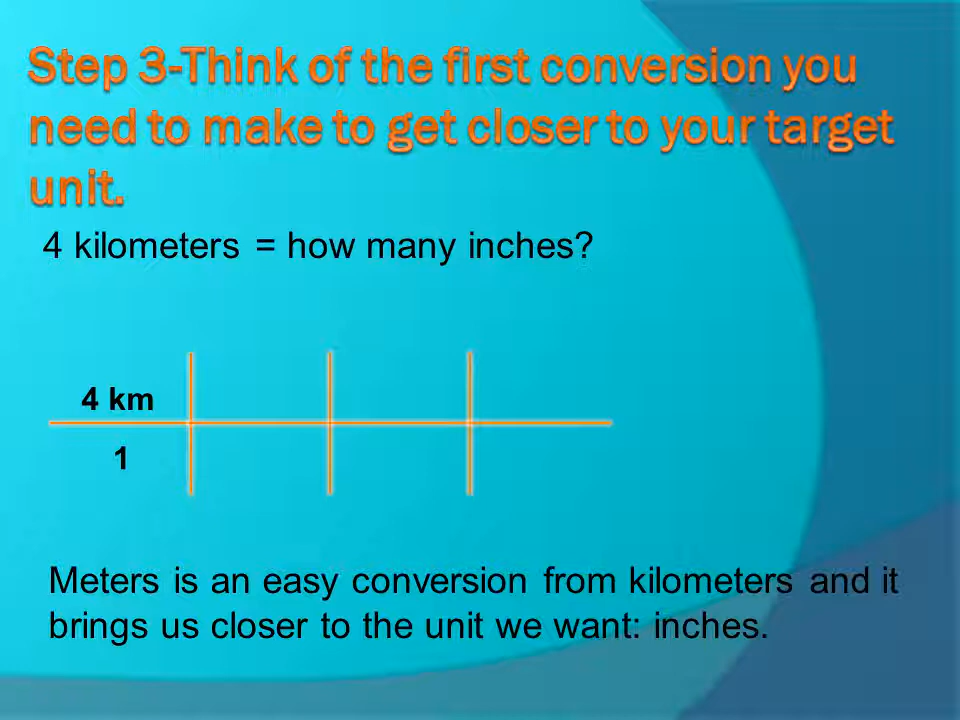 Step 3-Think of the first conversion you
need to make to get closer to your target
unit.
4 kilometers = how many inches?
4 km
1
Meters is an easy conversion from kilometers and it
brings us closer to the unit we want: inches.